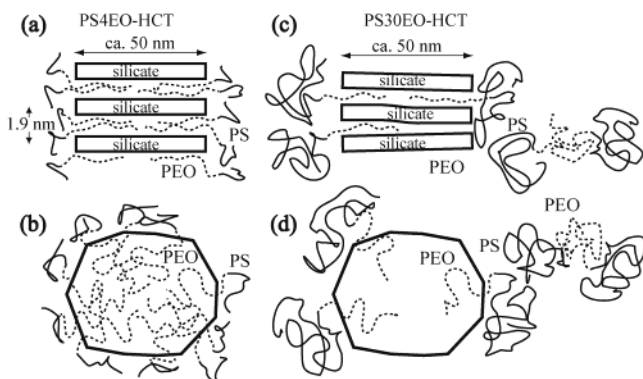 PS4EO-HCT
(a)
ca. 50 nm
silicate
silicate
silicate
1.9 nm
PS
PEO
(b)
PEO
PS
PS30EO-HCT
(c)
ca. 50 nm
silicate
silicate
silicate
PS
PEO
(d)
PEO
PS
PEO